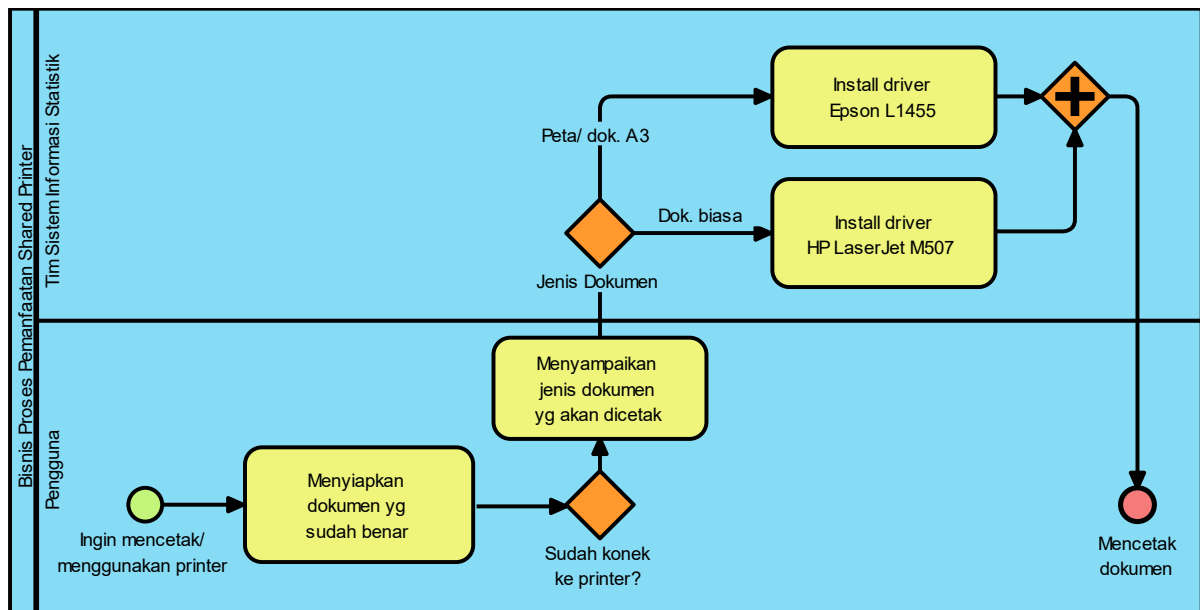 Bisnis Proses Pemanfaatan Shared Printer
Tim Sistem Informasi Statistik
Install driver
Epson L1455
Peta/ dok. A3
Dok. biasa
Install driver
HP LaserJet M507
Jenis Dokumen
Pengguna
Menyampaikan
jenis dokumen
yg akan dicetak
Menyiapkan
dokumen yg
sudah benar
Ingin mencetak/
menggunakan printer
Sudah konek
ke printer?
Mencetak
dokumen